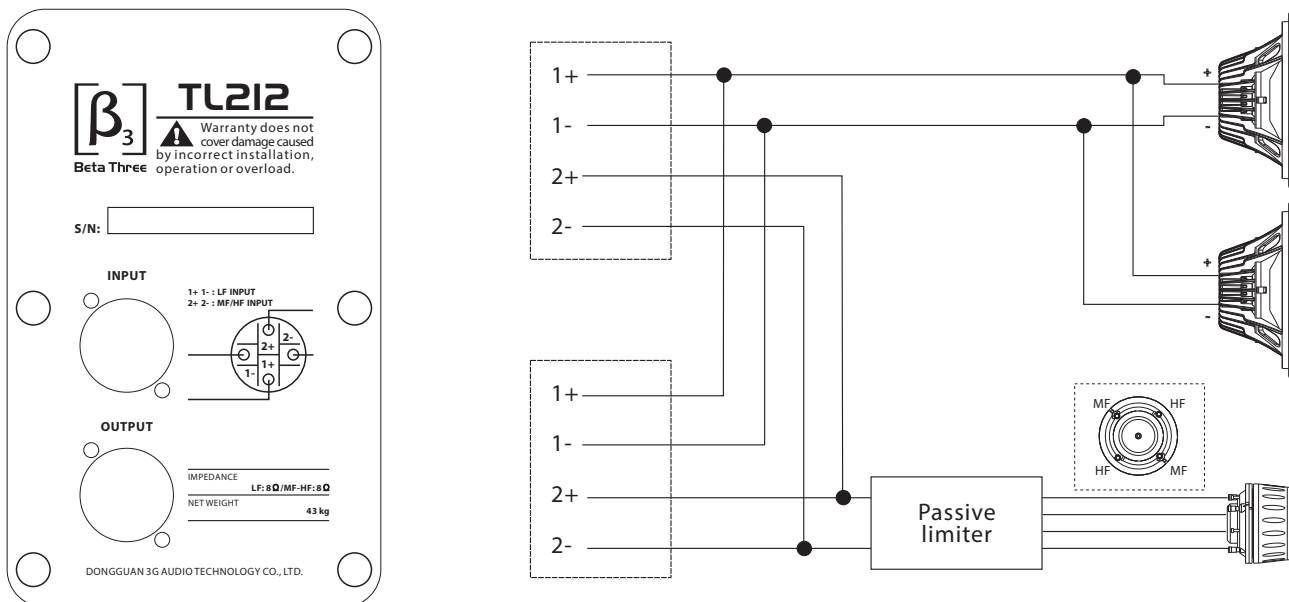 β3
Beta Three
TL212
Warranty does not
cover damage caused
by incorrect installation,
operation or overload.
S/N:
INPUT
1+ 1- : LF INPUT
2+ 2- : MF/HF INPUT
2+
2-
1+
1-
OUTPUT
IMPEDANCE
LF: 8Ω/MF-HF: 8Ω
NET WEIGHT
43 kg
DONGGUAN 3G AUDIO TECHNOLOGY CO., LTD.
1+
1-
2+
2-
+
-
+
-
1+
1-
2+
2-
Passive
limiter
MF HF
HF MF